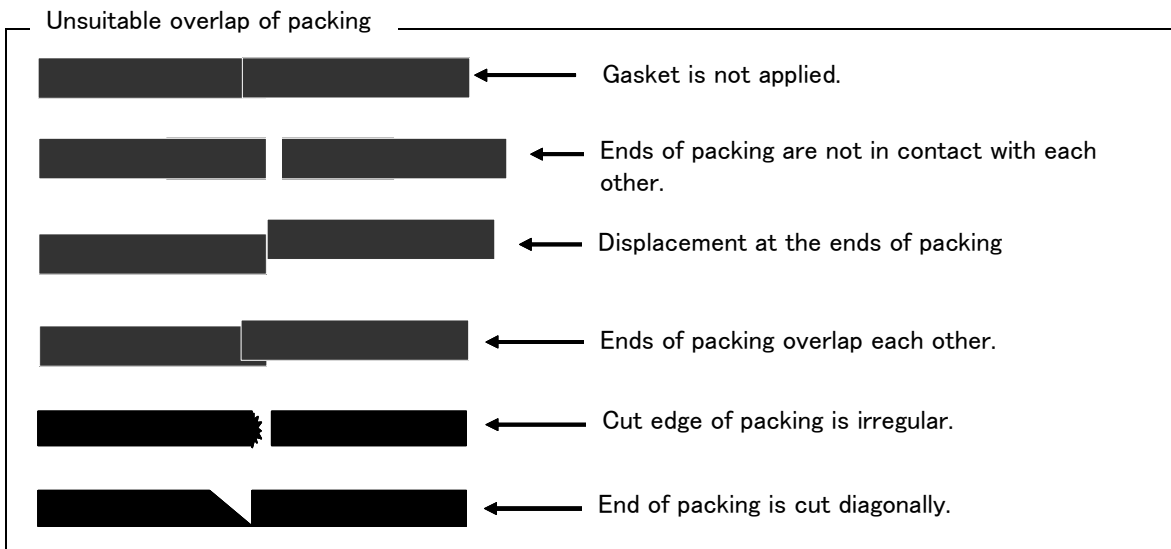 Unsuitable overlap of packing
Gasket is not applied.
Ends of packing are not in contact with each
other.
Displacement at the ends of packing
Ends of packing overlap each other.
Cut edge of packing is irregular.
End of packing is cut diagonally.